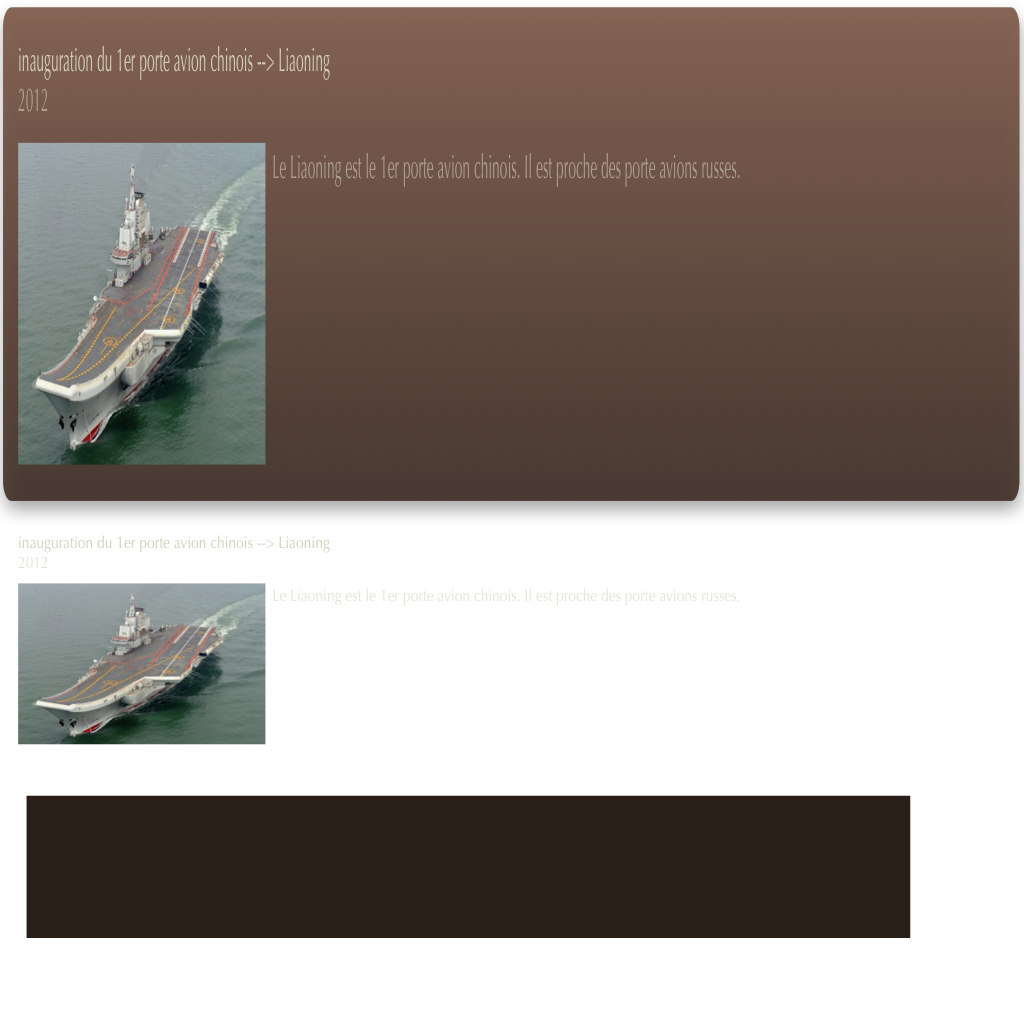 inauguration du 1er porte avion chinois --> Liaoning
2012
Le Liaoning est le 1er porte avion chinois. Il est proche des porte avions russes.
inauguration du 1er porte avion chinois --> Liaoning
2012
Le Liaoning est le 1er porte avion chinois. Il est proche des porte avions russes.